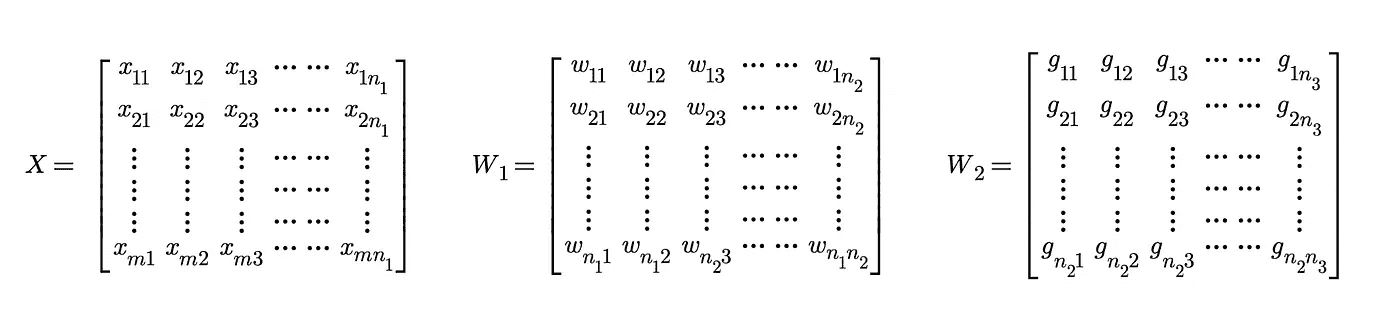 $X = \begin{bmatrix} x_{11} & x_{12} & x_{13} & \cdots \cdots & x_{1n_1} \\ x_{21} & x_{22} & x_{23} & \cdots \cdots & x_{2n_1} \\ \vdots & \vdots & \vdots & \cdots \cdots & \vdots \\ \vdots & \vdots & \vdots & \cdots \cdots & \vdots \\ \vdots & \vdots & \vdots & \cdots \cdots & \vdots \\ x_{m1} & x_{m2} & x_{m3} & \cdots \cdots & x_{mn_1} \end{bmatrix}$
$W_1 = \begin{bmatrix} w_{11} & w_{12} & w_{13} & \cdots \cdots & w_{1n_2} \\ w_{21} & w_{22} & w_{23} & \cdots \cdots & w_{2n_2} \\ \vdots & \vdots & \vdots & \cdots \cdots & \vdots \\ \vdots & \vdots & \vdots & \cdots \cdots & \vdots \\ \vdots & \vdots & \vdots & \cdots \cdots & \vdots \\ w_{n_11} & w_{n_12} & w_{n_23} & \cdots \cdots & w_{n_1n_2} \end{bmatrix}$
$W_2 = \begin{bmatrix} g_{11} & g_{12} & g_{13} & \cdots \cdots & g_{1n_3} \\ g_{21} & g_{22} & g_{23} & \cdots \cdots & g_{2n_3} \\ \vdots & \vdots & \vdots & \cdots \cdots & \vdots \\ \vdots & \vdots & \vdots & \cdots \cdots & \vdots \\ \vdots & \vdots & \vdots & \cdots \cdots & \vdots \\ g_{n_21} & g_{n_22} & g_{n_23} & \cdots \cdots & g_{n_2n_3} \end{bmatrix}$